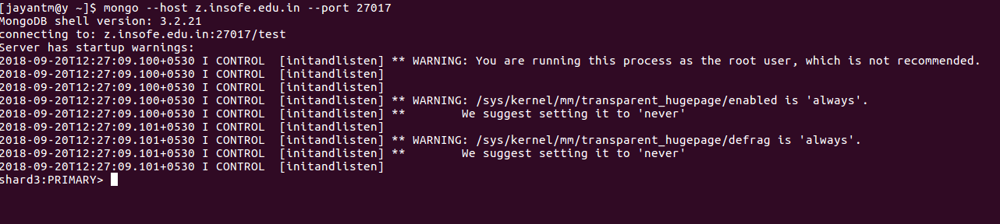 [jayantm@y ~]$ mongo --host z.insofe.edu.in --port 27017
MongoDB shell version: 3.2.21
connecting to: z.insofe.edu.in:27017/test
Server has startup warnings:
2018-09-20T12:27:09.100+0530 I CONTROL  [initandlisten] ** WARNING: You are running this process as the root user, which is not recommended.
2018-09-20T12:27:09.100+0530 I CONTROL  [initandlisten]
2018-09-20T12:27:09.100+0530 I CONTROL  [initandlisten]
2018-09-20T12:27:09.100+0530 I CONTROL  [initandlisten] ** WARNING: /sys/kernel/mm/transparent_hugepage/enabled is 'always'.
2018-09-20T12:27:09.100+0530 I CONTROL  [initandlisten] **        We suggest setting it to 'never'
2018-09-20T12:27:09.101+0530 I CONTROL  [initandlisten]
2018-09-20T12:27:09.101+0530 I CONTROL  [initandlisten] ** WARNING: /sys/kernel/mm/transparent_hugepage/defrag is 'always'.
2018-09-20T12:27:09.101+0530 I CONTROL  [initandlisten] **        We suggest setting it to 'never'
2018-09-20T12:27:09.101+0530 I CONTROL  [initandlisten]
shard3:PRIMARY>